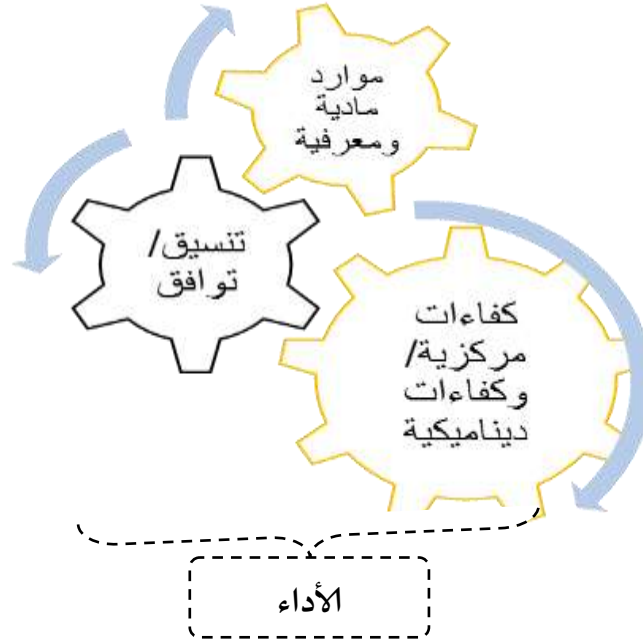 موارد
مادية
ومعرفية
تنسيق/
توافق
كفاءات
مركزية/
وكفاءات
ديناميكية
الأداء